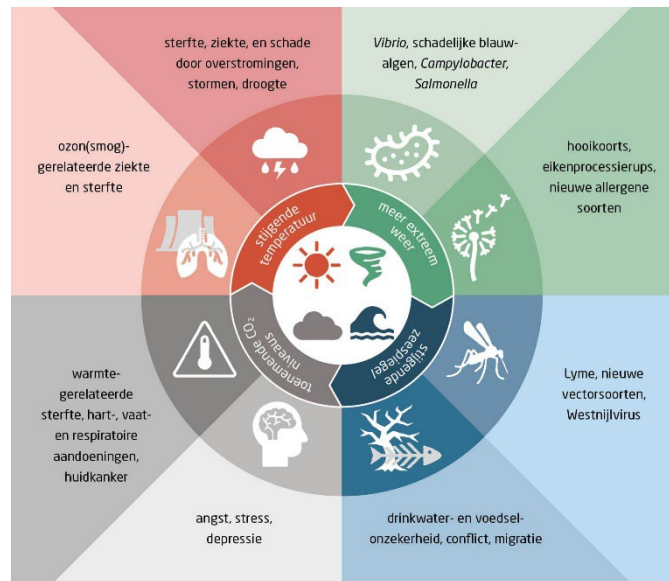 sterfte, ziekte, en schade
door overstromingen,
stormen, droogte
Vibrio, schadelijke blauw-
algen, Campylobacter,
Salmonella
ozon(smog)-
gerelateerde ziekte
en sterfte
hooikoorts,
eikenprocessierups,
nieuwe allergene
soorten
stijgende
temperatuur
meer extreem
weer
toenemende CO²
niveaus
stijgende
zeespiegel
warmte-
gerelateerde
sterfte, hart-, vaat-
en respiratoire
aandoeningen,
huidkanker
Lyme, nieuwe
vectorsoorten,
Westnijlvirus
angst, stress,
depressie
drinkwater- en voedsel-
onzekerheid, conflict, migratie